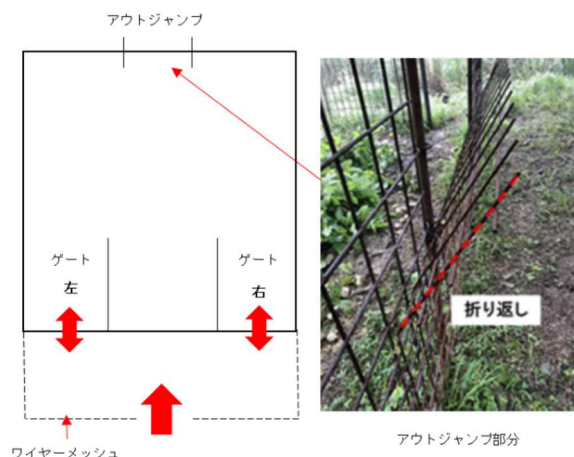 アウトジャンプ
ゲート
左
ゲート
右
ワイヤーメッシュ
折り返し
アウトジャンプ部分